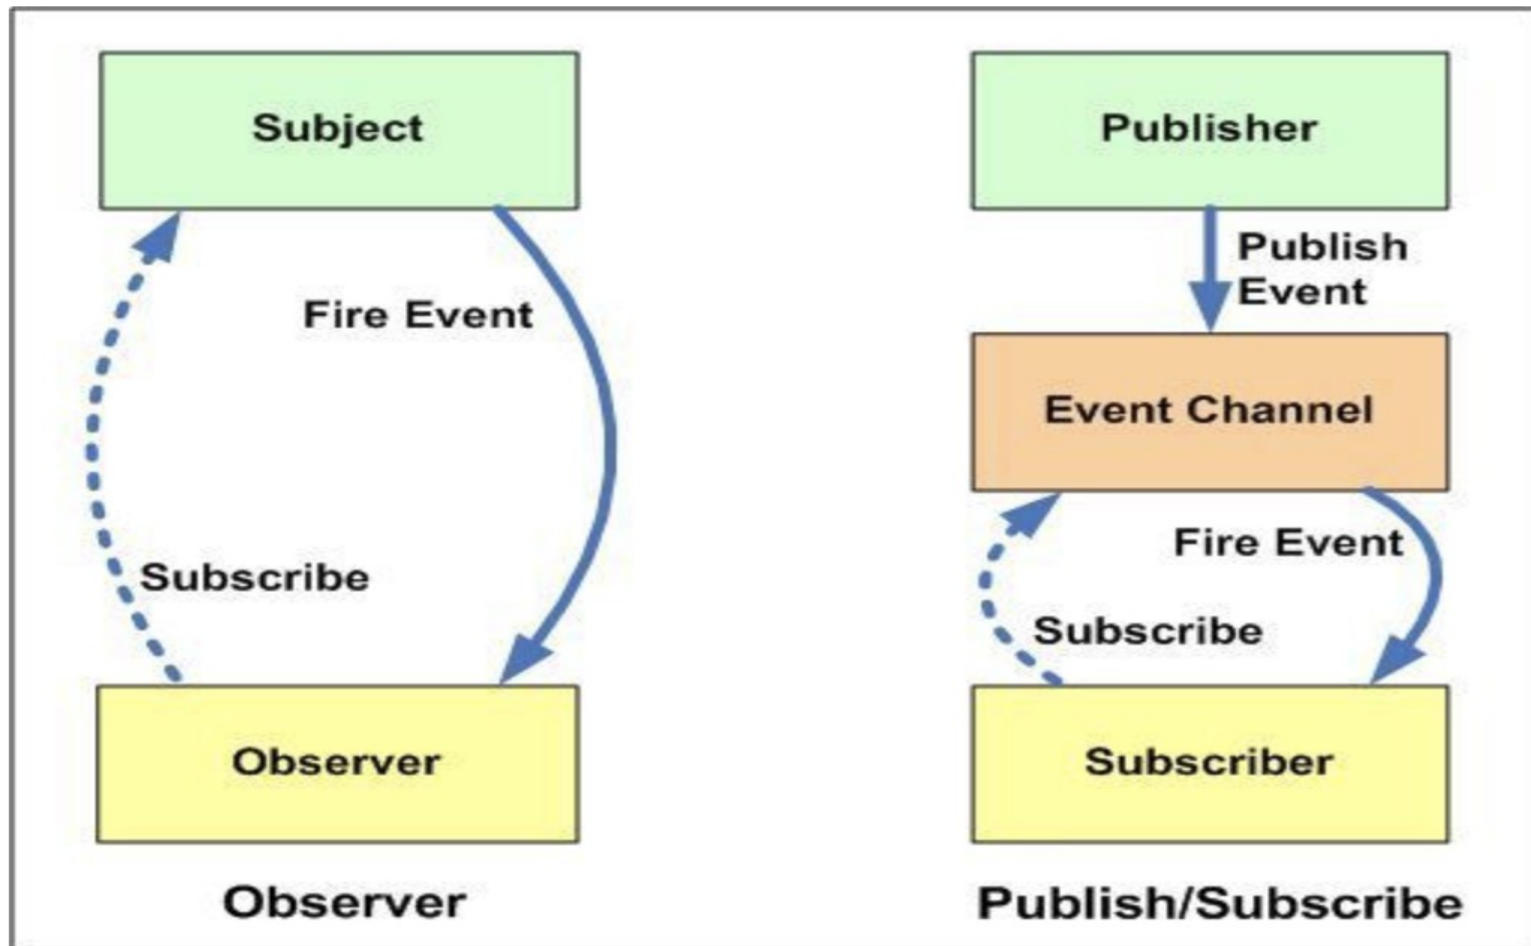 Subject
Fire Event
Subscribe
Observer
Observer
Publisher
Publish
Event
Event Channel
Fire Event
Subscribe
Subscriber
Publish/Subscribe